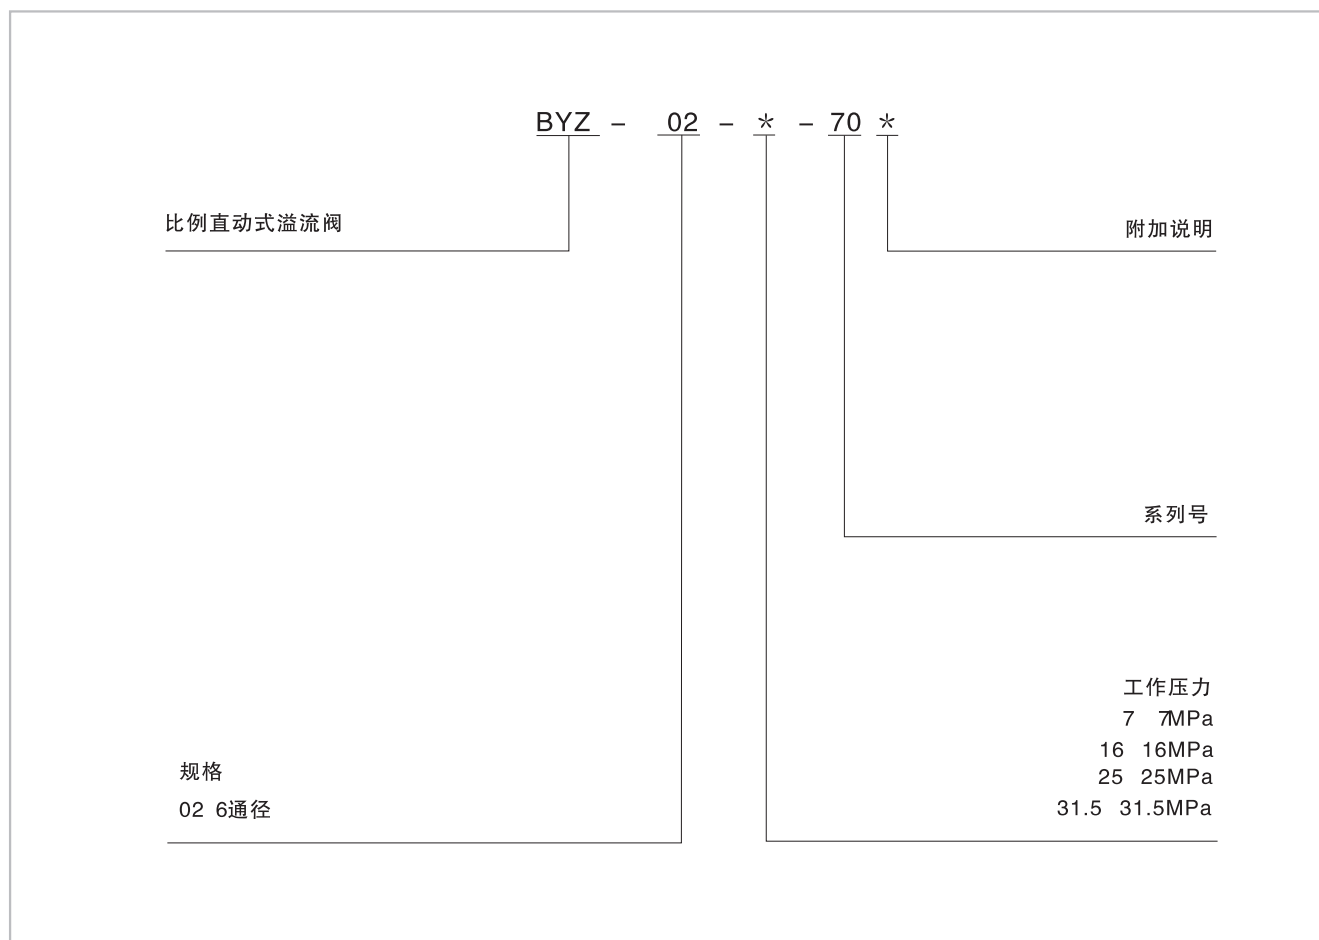 BYZ – 02 – * – 70 *
比例直动式溢流阀
附加说明
系列号
工作压力
7 7MPa
16 16MPa
25 25MPa
31.5 31.5MPa
规格
02 6通径